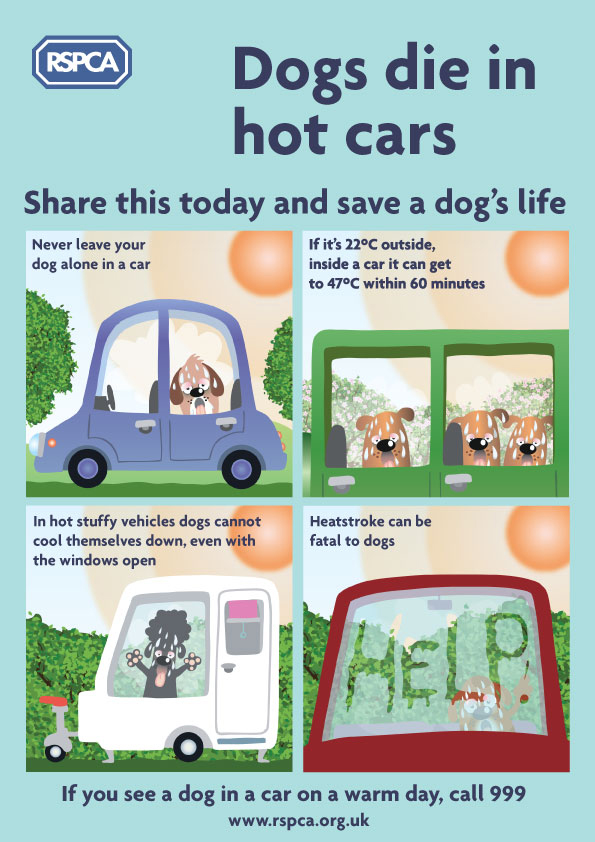 RSPCA
Dogs die in
hot cars
Share this today and save a dog's life
Never leave your
dog alone in a car
If it's 22ºC outside,
inside a car it can get
to 47ºC within 60 minutes
In hot stuffy vehicles dogs cannot
cool themselves down, even with
the windows open
Heatstroke can be
fatal to dogs
HELP
If you see a dog in a car on a warm day, call 999
www.rspca.org.uk